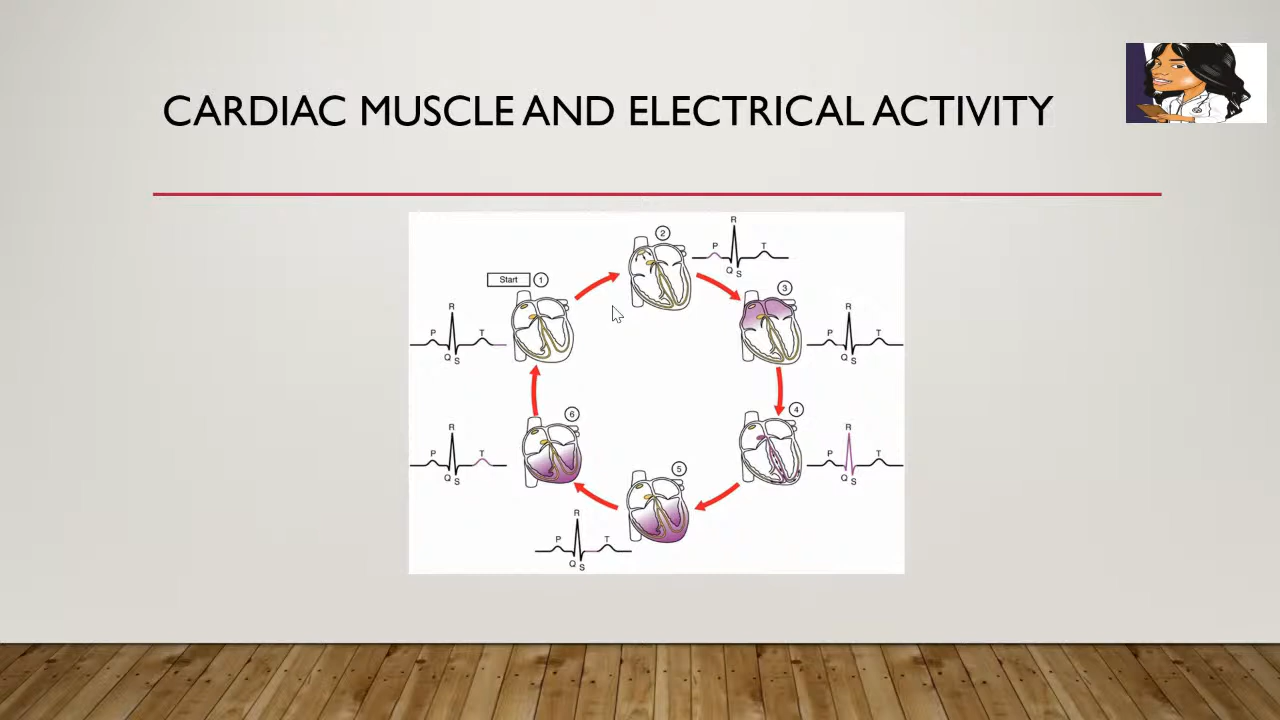 CARDIAC MUSCLE AND ELECTRICAL ACTIVITY
Start 1
P Q R S T
2
P Q R S T
3
P Q R S T
4
P Q R S T
5
P Q R S T
6
P Q R S T